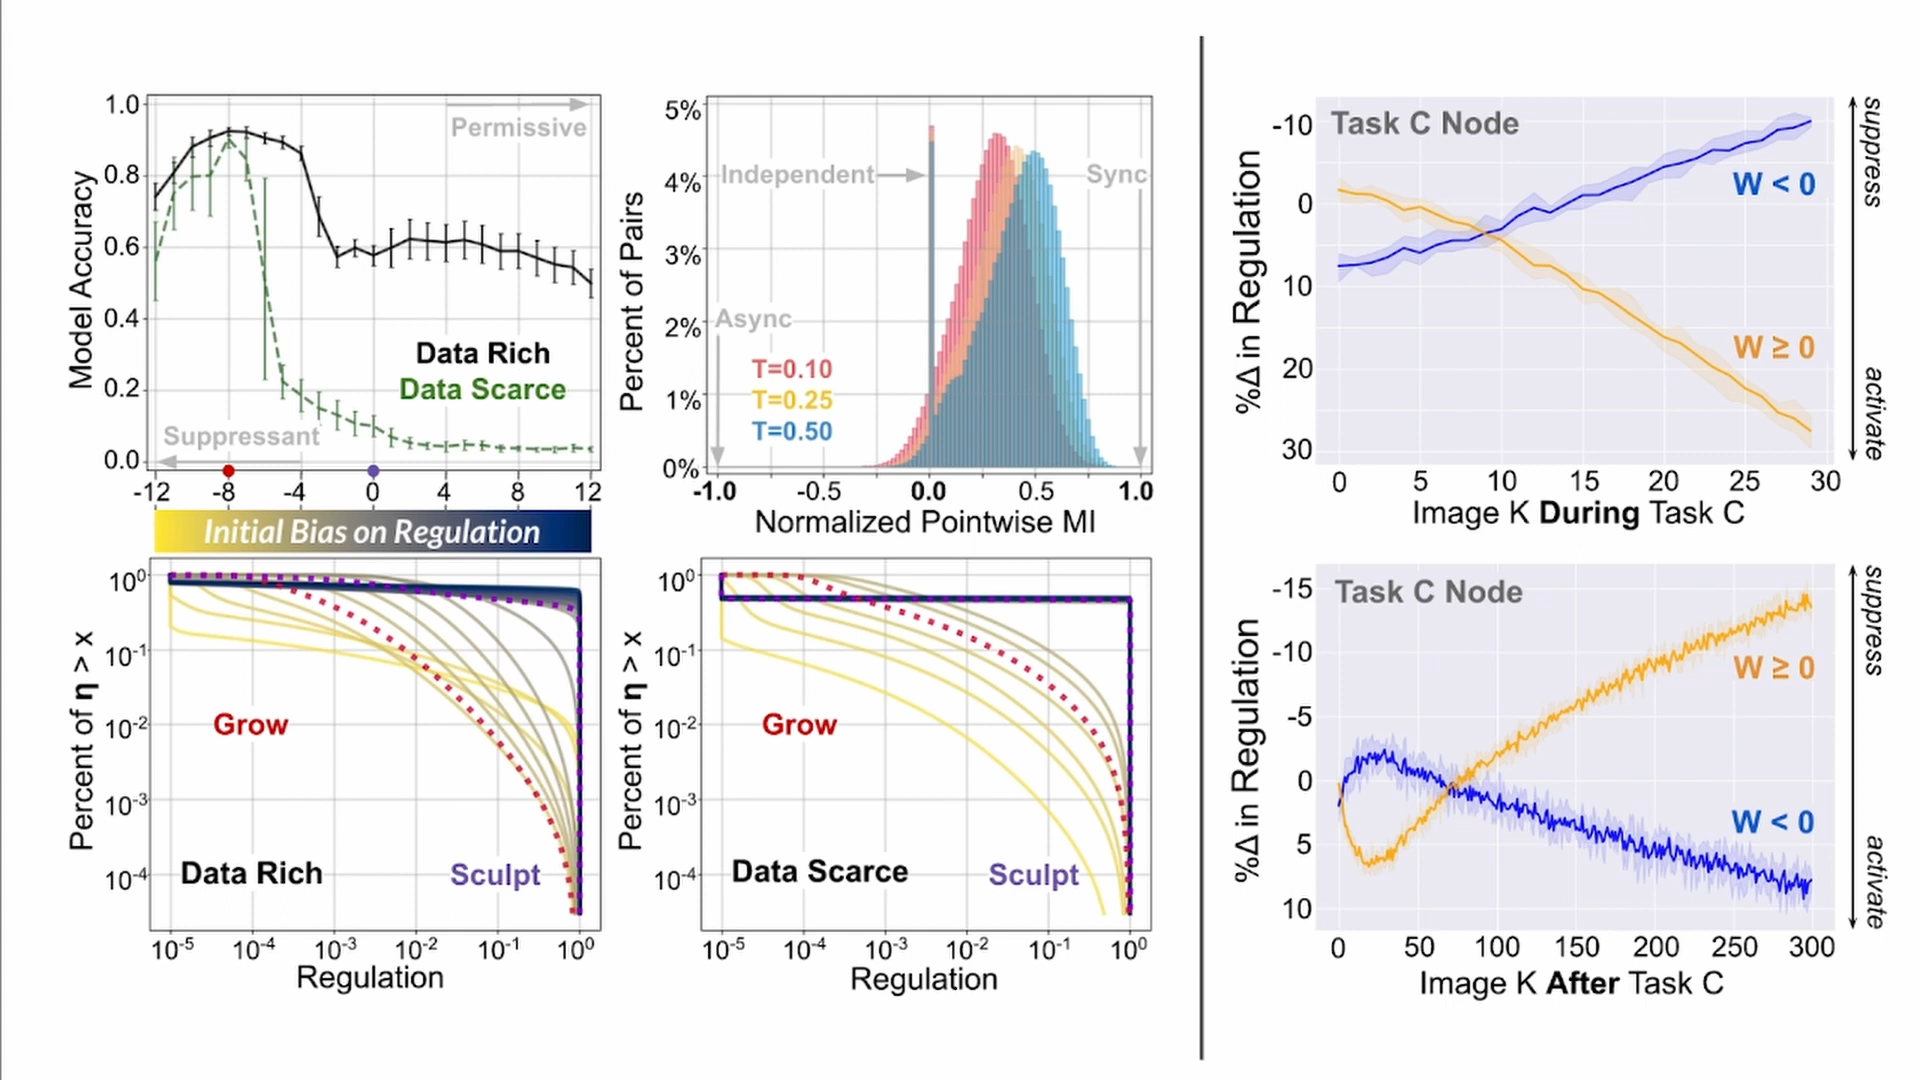 1.0
0.8
0.6
0.4
0.2
0.0
Model Accuracy
Permissive
Data Rich
Data Scarce
Suppressant
-12 -8 -4 0 4 8 12
Initial Bias on Regulation
5%
4%
3%
2%
1%
0%
Percent of Pairs
Independent
Sync
Async
T=0.10
T=0.25
T=0.50
-1.0 -0.5 0.0 0.5 1.0
Normalized Pointwise MI
10⁰
10⁻¹
10⁻²
10⁻³
10⁻⁴
Percent of η > x
Grow
Data Rich
Sculpt
10⁻⁵ 10⁻⁴ 10⁻³ 10⁻² 10⁻¹ 10⁰
Regulation
10⁰
10⁻¹
10⁻²
10⁻³
10⁻⁴
Percent of η > x
Grow
Data Scarce
Sculpt
10⁻⁵ 10⁻⁴ 10⁻³ 10⁻² 10⁻¹ 10⁰
Regulation
-10
0
10
20
30
%Δ in Regulation
Task C Node
W < 0
W ≥ 0
suppress
activate
0 5 10 15 20 25 30
Image K During Task C
-15
-10
-5
0
5
10
%Δ in Regulation
Task C Node
W ≥ 0
W < 0
suppress
activate
0 50 100 150 200 250 300
Image K After Task C